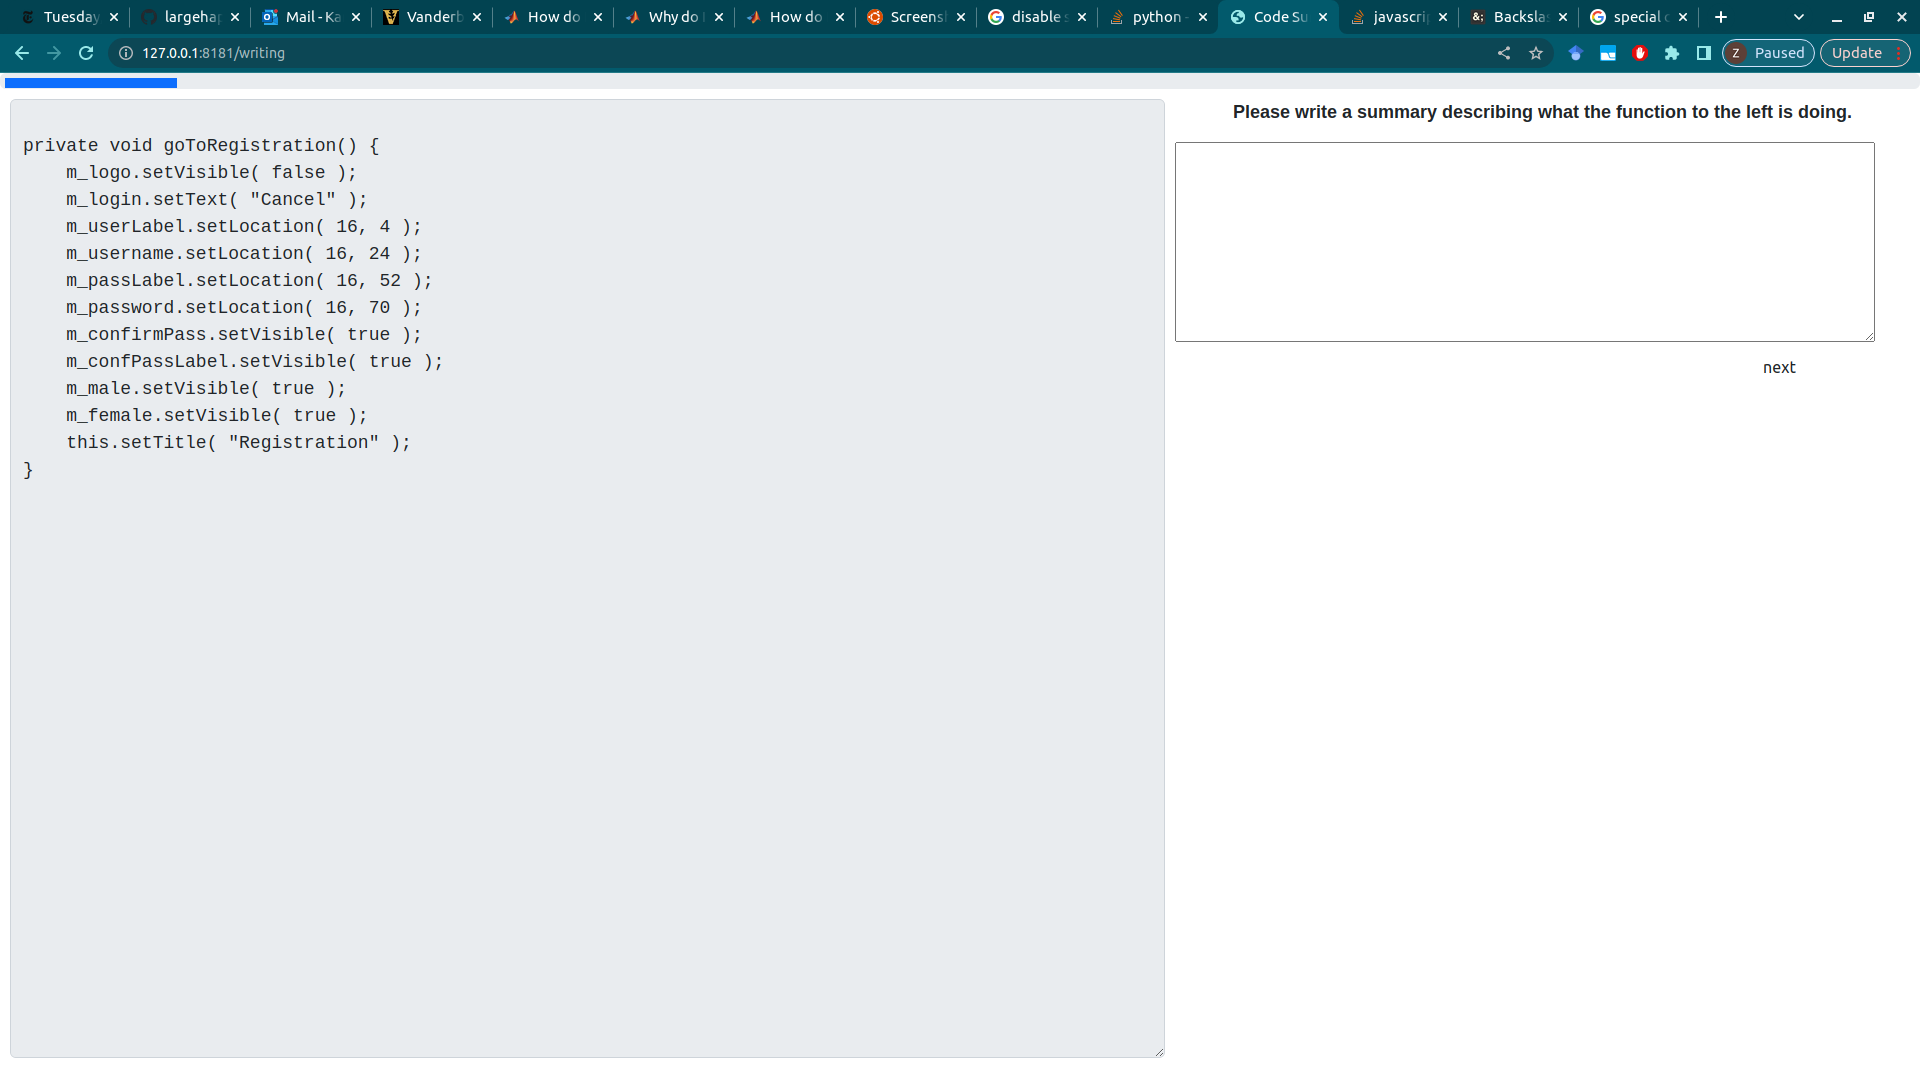 Tuesday largehap Mail - Ka Vanderb How do Why do How do Screens disable s python - Code Su javascri Backsla special c
127.0.0.1:8181/writing Z Paused Update
private void goToRegistration() {
    m_logo.setVisible( false );
    m_login.setText( "Cancel" );
    m_userLabel.setLocation( 16, 4 );
    m_username.setLocation( 16, 24 );
    m_passLabel.setLocation( 16, 52 );
    m_password.setLocation( 16, 70 );
    m_confirmPass.setVisible( true );
    m_confPassLabel.setVisible( true );
    m_male.setVisible( true );
    m_female.setVisible( true );
    this.setTitle( "Registration" );
}
Please write a summary describing what the function to the left is doing.
next